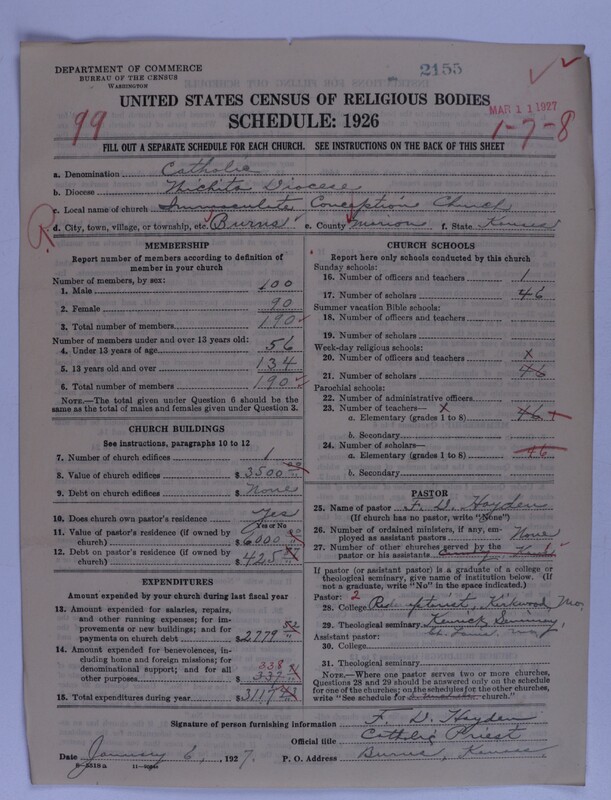 DEPARTMENT OF COMMERCE
BUREAU OF THE CENSUS
WASHINGTON
2155
MAR 11 1927
99
1-7-8
UNITED STATES CENSUS OF RELIGIOUS BODIES
SCHEDULE: 1926
FILL OUT A SEPARATE SCHEDULE FOR EACH CHURCH. SEE INSTRUCTIONS ON THE BACK OF THIS SHEET
a. Denomination Catholic
b. Diocese Wichita Diocese
c. Local name of church Immaculate Conception Church
R
d. City, town, village, or township, etc. Burns e. County Marion f. State Kansas
MEMBERSHIP
Report number of members according to definition of member in your church
Number of members, by sex:
1. Male 100
2. Female 90
3. Total number of members 190
Number of members under and over 13 years old:
4. Under 13 years of age 56
5. 13 years old and over 134
6. Total number of members 190
NOTE.—The total given under Question 6 should be the same as the total of males and females given under Question 3.
CHURCH BUILDINGS
See instructions, paragraphs 10 to 12
7. Number of church edifices 1
8. Value of church edifices $ 3500
9. Debt on church edifices $ None
10. Does church own pastor's residence Yes
Yes or No
11. Value of pastor's residence (if owned by church) $ 6000
12. Debt on pastor's residence (if owned by church) $ 425
EXPENDITURES
Amount expended by your church during last fiscal year
13. Amount expended for salaries, repairs, and other running expenses; for improvements or new buildings; and for payments on church debt $ 2779
14. Amount expended for benevolences, including home and foreign missions; for denominational support; and for all other purposes $ 337
338
15. Total expenditures during year $
CHURCH SCHOOLS
Report here only schools conducted by this church
Sunday schools:
16. Number of officers and teachers 1
17. Number of scholars 46
Summer vacation Bible schools:
18. Number of officers and teachers
19. Number of scholars
Week-day religious schools:
20. Number of officers and teachers x
21. Number of scholars 46
Parochial schools:
22. Number of administrative officers
23. Number of teachers— x
a. Elementary (grades 1 to 8) 46
b. Secondary
24. Number of scholars—
a. Elementary (grades 1 to 8) 46
b. Secondary
PASTOR
25. Name of pastor F. D. Hayden
(If church has no pastor, write "None")
26. Number of ordained ministers, if any, employed as assistant pastors None
27. Number of other churches served by the pastor or his assistants
If pastor (or assistant pastor) is a graduate of a college or theological seminary, give name of institution below. (If not a graduate, write "No" in the space indicated.)
Pastor: 2
28. College Redemptorist, Kirkwood Mo.
29. Theological seminary Kenrick Seminary,
Assistant pastor: St. Louis Mo
30. College
31. Theological seminary
NOTE.—Where one pastor serves two or more churches, Questions 28 and 29 should be answered only on the schedule for one of the churches; on the schedules for the other churches, write "See schedule for church."
Signature of person furnishing information F. D. Hayden
Official title Catholic Priest
Date January 6, 1927. P. O. Address Burns, Kansas